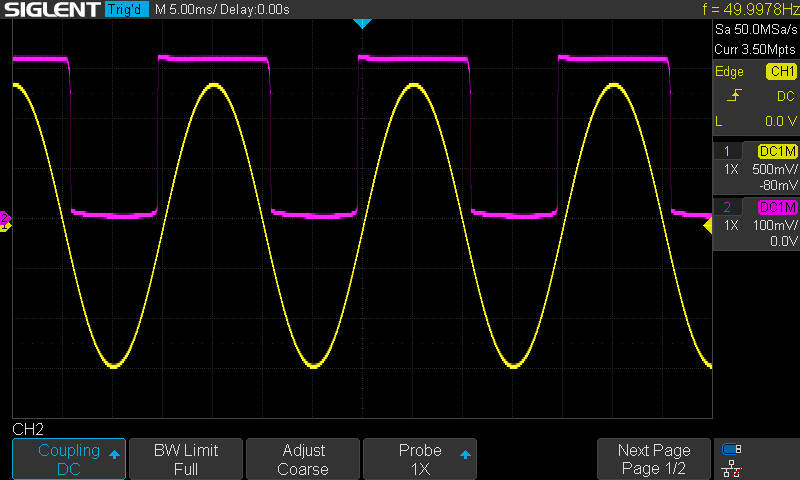 SIGLENT Trig'd M 5.00ms/ Delay:0.00s f = 49.9978Hz
Sa 50.0MSa/s
Curr 3.50Mpts
Edge CH1
DC
L 0.0 V
1 DC1M
1X 500mV/
-80mV
2 DC1M
1X 100mV/
0.0V
2
1
CH2
Coupling DC
BW Limit Full
Adjust Coarse
Probe 1X
Next Page Page 1/2